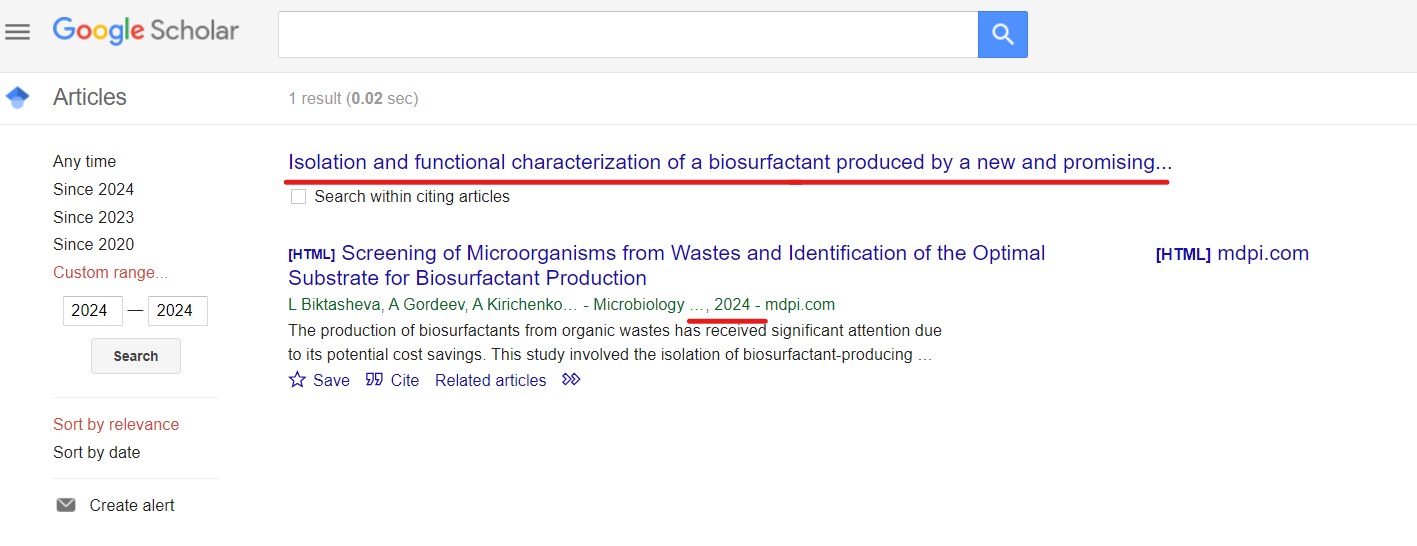 Google Scholar
Articles
1 result (0.02 sec)
Any time
Since 2024
Since 2023
Since 2020
Custom range...
2024 — 2024
Search
Sort by relevance
Sort by date
Create alert
Isolation and functional characterization of a biosurfactant produced by a new and promising...
Search within citing articles
[HTML] Screening of Microorganisms from Wastes and Identification of the Optimal
Substrate for Biosurfactant Production
L Biktasheva, A Gordeev, A Kirichenko… - Microbiology …, 2024 - mdpi.com
The production of biosurfactants from organic wastes has received significant attention due
to its potential cost savings. This study involved the isolation of biosurfactant-producing …
Save Cite Related articles
[HTML] mdpi.com